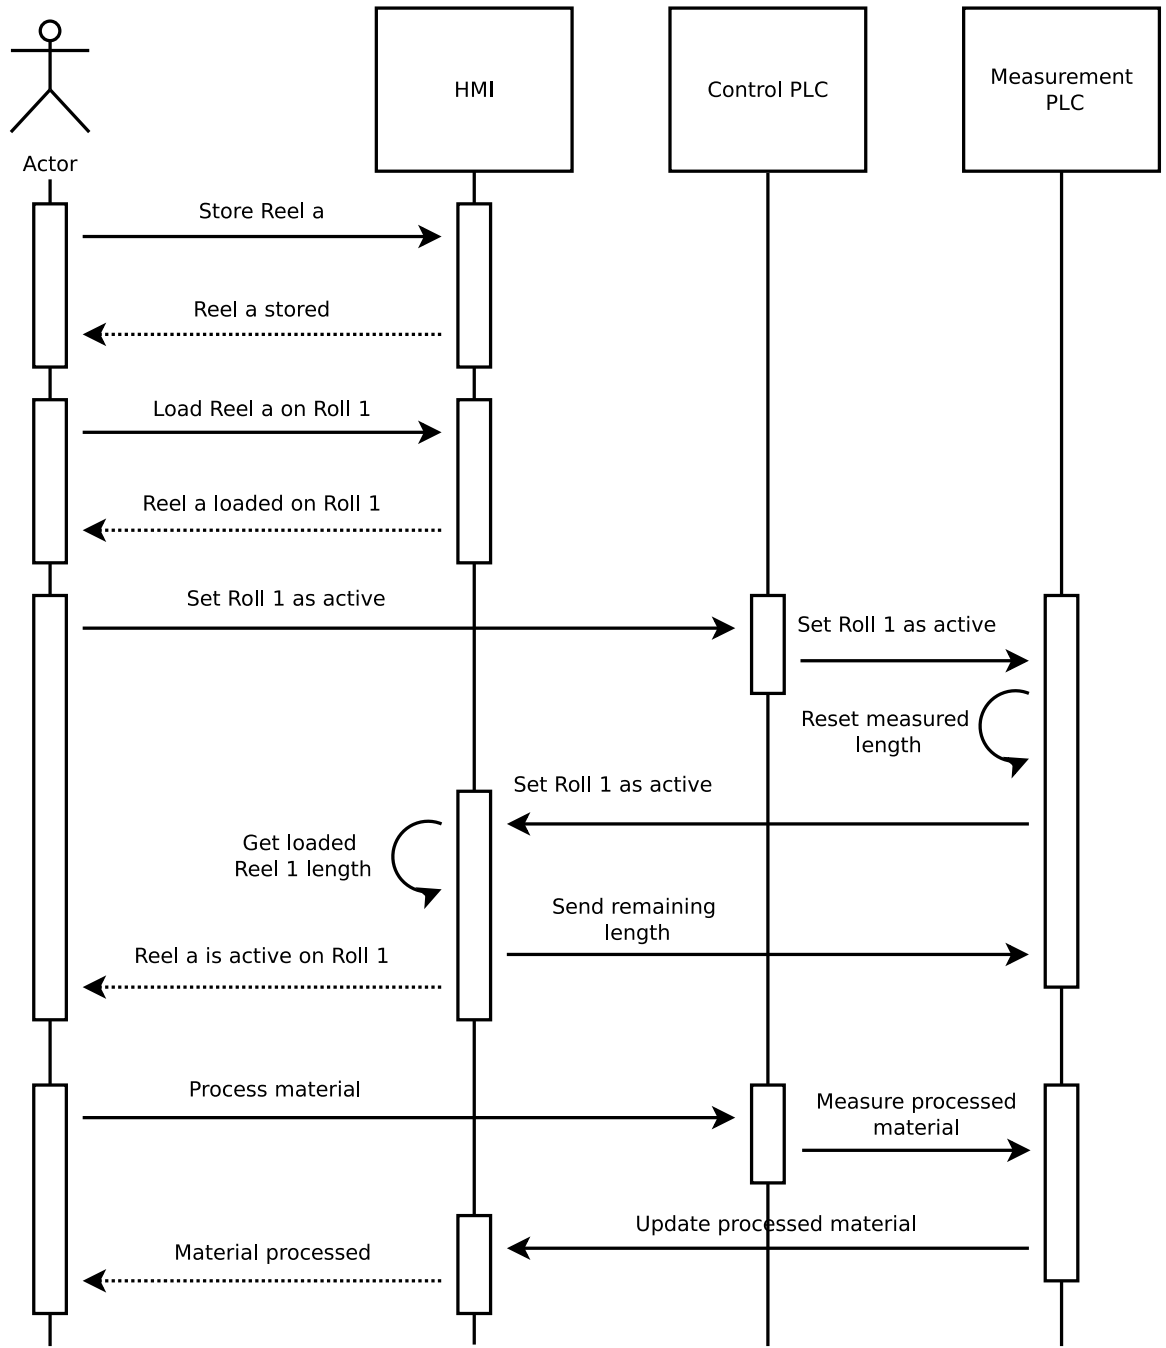 Actor
HMI
Control PLC
Measurement
PLC
Store Reel a
Reel a stored
Load Reel a on Roll 1
Reel a loaded on Roll 1
Set Roll 1 as active
Set Roll 1 as active
Reset measured
length
Set Roll 1 as active
Get loaded
Reel 1 length
Send remaining
length
Reel a is active on Roll 1
Process material
Measure processed
material
Update processed material
Material processed